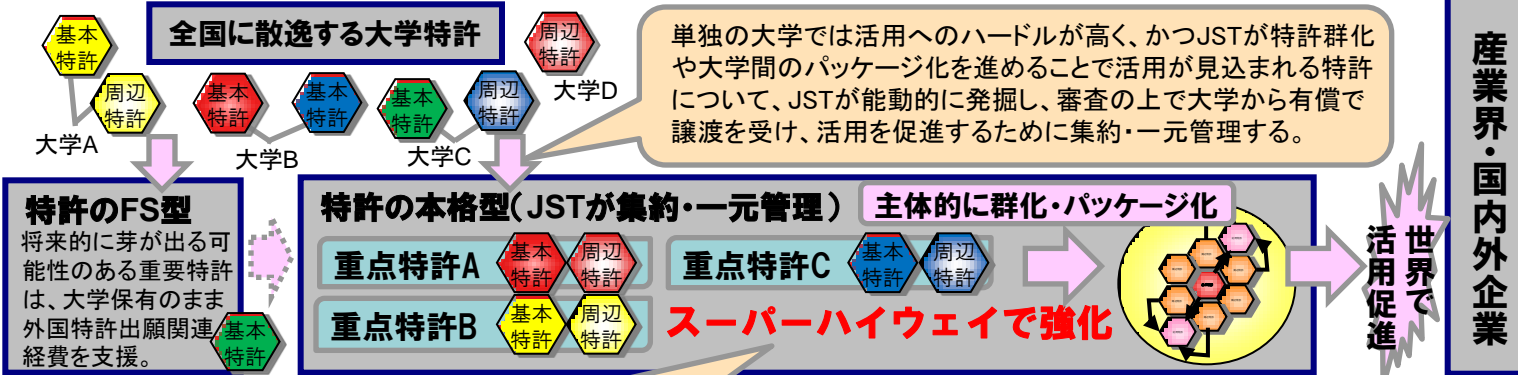 全国に散逸する大学特許
基本
特許
周辺
特許
大学A
基本
特許
基本
特許
大学B
基本
特許
周辺
特許
大学C
周辺
特許
大学D
単独の大学では活用へのハードルが高く、かつJSTが特許群化
や大学間のパッケージ化を進めることで活用が見込まれる特許
について、JSTが能動的に発掘し、審査の上で大学から有償で
譲渡を受け、活用を促進するために集約・一元管理する。
特許のFS型
将来的に芽が出る可
能性のある重要特許
は、大学保有のまま
外国特許出願関連
経費を支援。
基本
特許
特許の本格型(JSTが集約・一元管理)
主体的に群化・パッケージ化
重点特許A
基本
特許
周辺
特許
重点特許C
基本
特許
周辺
特許
重点特許B
基本
特許
周辺
特許
スーパーハイウェイで強化
世界で
活用促進
産業界・国内外企業